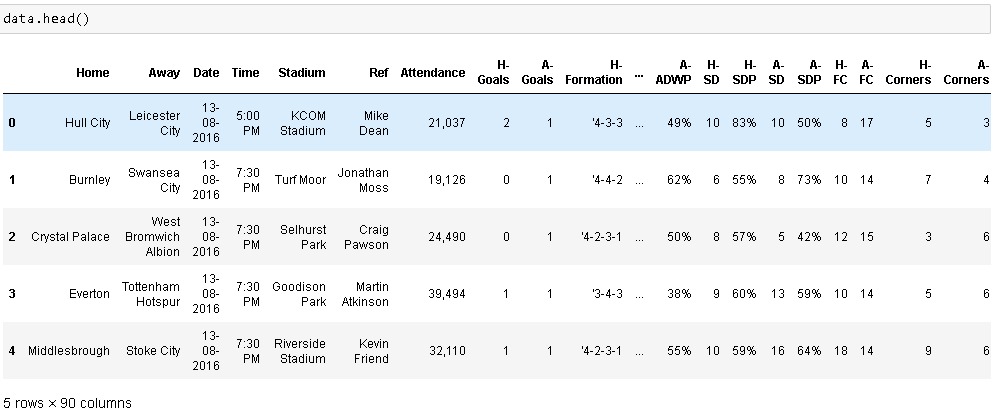 data.head()
Home Away Date Time Stadium Ref Attendance H-Goals A-Goals H-Formation ... A-ADWP H-SD H-SDP A-SD A-SDP H-FC A-FC H-Corners A-Corners
0 Hull City Leicester City 13-08-2016 5:00 PM KCOM Stadium Mike Dean 21,037 2 1 '4-3-3 ... 49% 10 83% 10 50% 8 17 5 3
1 Burnley Swansea City 13-08-2016 7:30 PM Turf Moor Jonathan Moss 19,126 0 1 '4-4-2 ... 62% 6 55% 8 73% 10 14 7 4
2 Crystal Palace West Bromwich Albion 13-08-2016 7:30 PM Selhurst Park Craig Pawson 24,490 0 1 '4-2-3-1 ... 50% 8 57% 5 42% 12 15 3 6
3 Everton Tottenham Hotspur 13-08-2016 7:30 PM Goodison Park Martin Atkinson 39,494 1 1 '3-4-3 ... 38% 9 60% 13 59% 10 14 5 6
4 Middlesbrough Stoke City 13-08-2016 7:30 PM Riverside Stadium Kevin Friend 32,110 1 1 '4-2-3-1 ... 55% 10 59% 16 64% 18 14 9 6
5 rows × 90 columns